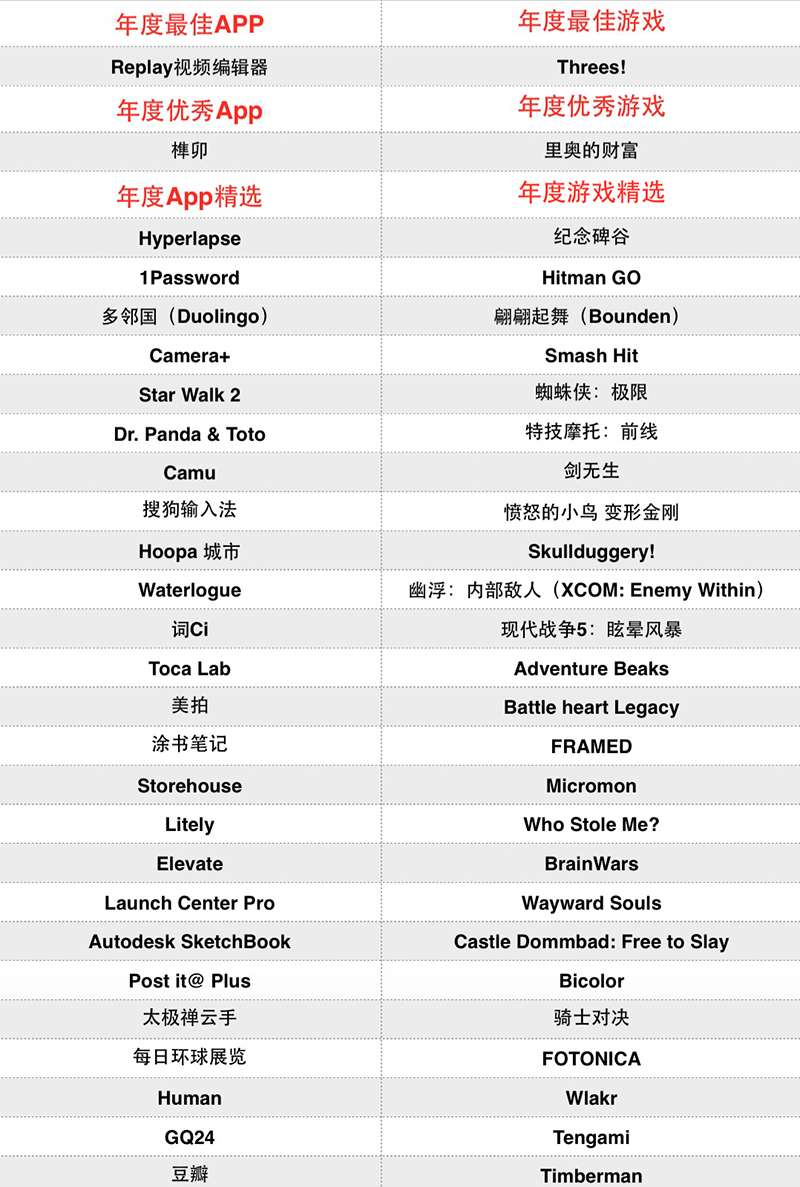 年度最佳APP 年度最佳游戏
Replay视频编辑器 Threes!
年度优秀App 年度优秀游戏
榫卯 里奥的财富
年度App精选 年度游戏精选
Hyperlapse 纪念碑谷
1Password Hitman GO
多邻国（Duolingo） 翩翩起舞（Bounden）
Camera+ Smash Hit
Star Walk 2 蜘蛛侠：极限
Dr. Panda & Toto 特技摩托：前线
Camu 剑无生
搜狗输入法 愤怒的小鸟 变形金刚
Hoopa 城市 Skullduggery!
Waterlogue 幽浮：内部敌人（XCOM: Enemy Within）
词Ci 现代战争5：眩晕风暴
Toca Lab Adventure Beaks
美拍 Battle heart Legacy
涂书笔记 FRAMED
Storehouse Micromon
Litely Who Stole Me?
Elevate BrainWars
Launch Center Pro Wayward Souls
Autodesk SketchBook Castle Dommbad: Free to Slay
Post it@ Plus Bicolor
太极禅云手 骑士对决
每日环球展览 FOTONICA
Human Wlakr
GQ24 Tengami
豆瓣 Timberman